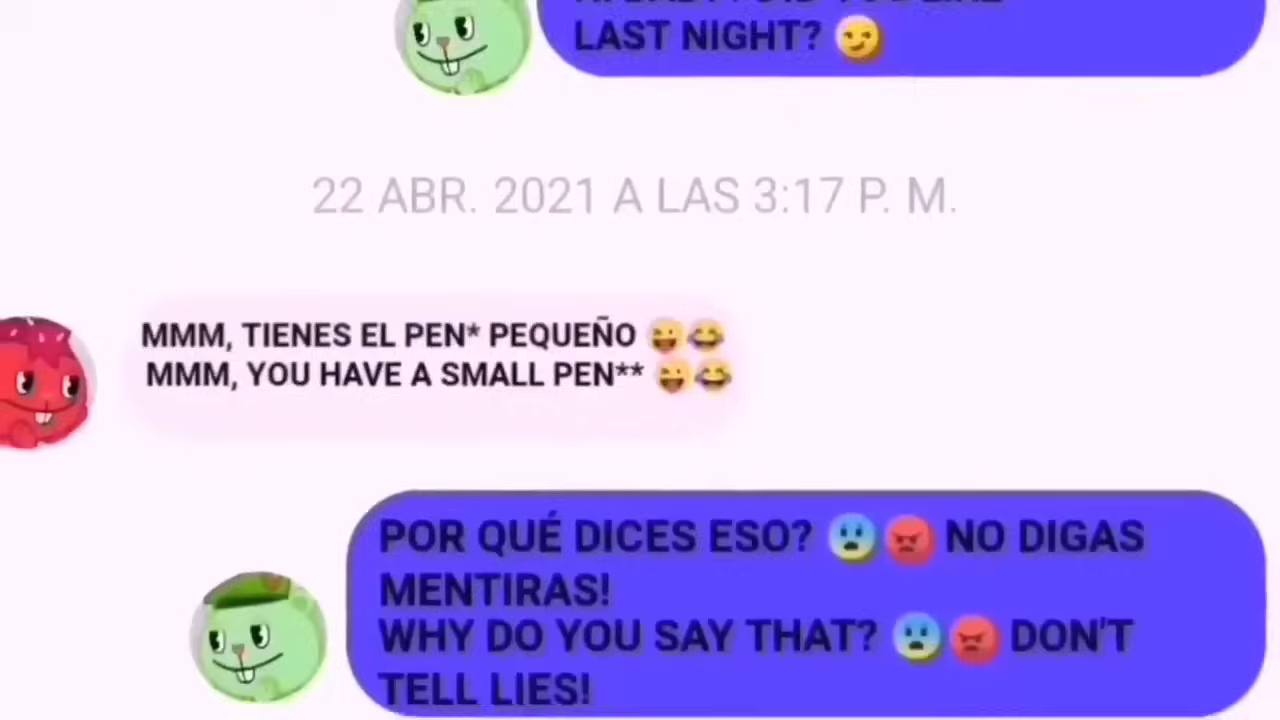 LAST NIGHT? 😏
22 ABR. 2021 A LAS 3:17 P. M.
MMM, TIENES EL PEN* PEQUEÑO 😜😂
MMM, YOU HAVE A SMALL PEN** 😜😂
POR QUÉ DICES ESO? 😰😡 NO DIGAS
MENTIRAS!
WHY DO YOU SAY THAT? 😰😡 DON'T
TELL LIES!